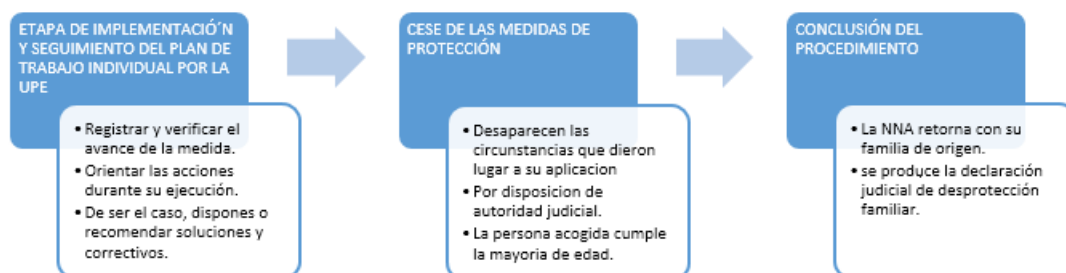 ETAPA DE IMPLEMENTACIÓ´N
Y SEGUIMIENTO DEL PLAN DE
TRABAJO INDIVIDUAL POR LA
UPE
• Registrar y verificar el
avance de la medida.
• Orientar las acciones
durante su ejecución.
• De ser el caso, dispones o
recomendar soluciones y
correctivos.
CESE DE LAS MEDIDAS DE
PROTECCIÓN
• Desaparecen las
circunstancias que dieron
lugar a su aplicacion
• Por disposicion de
autoridad judicial.
• La persona acogida cumple
la mayoria de edad.
CONCLUSIÓN DEL
PROCEDIMIENTO
• La NNA retorna con su
familia de origen.
• se produçe la declaración
judicial de desprotección
familiar.